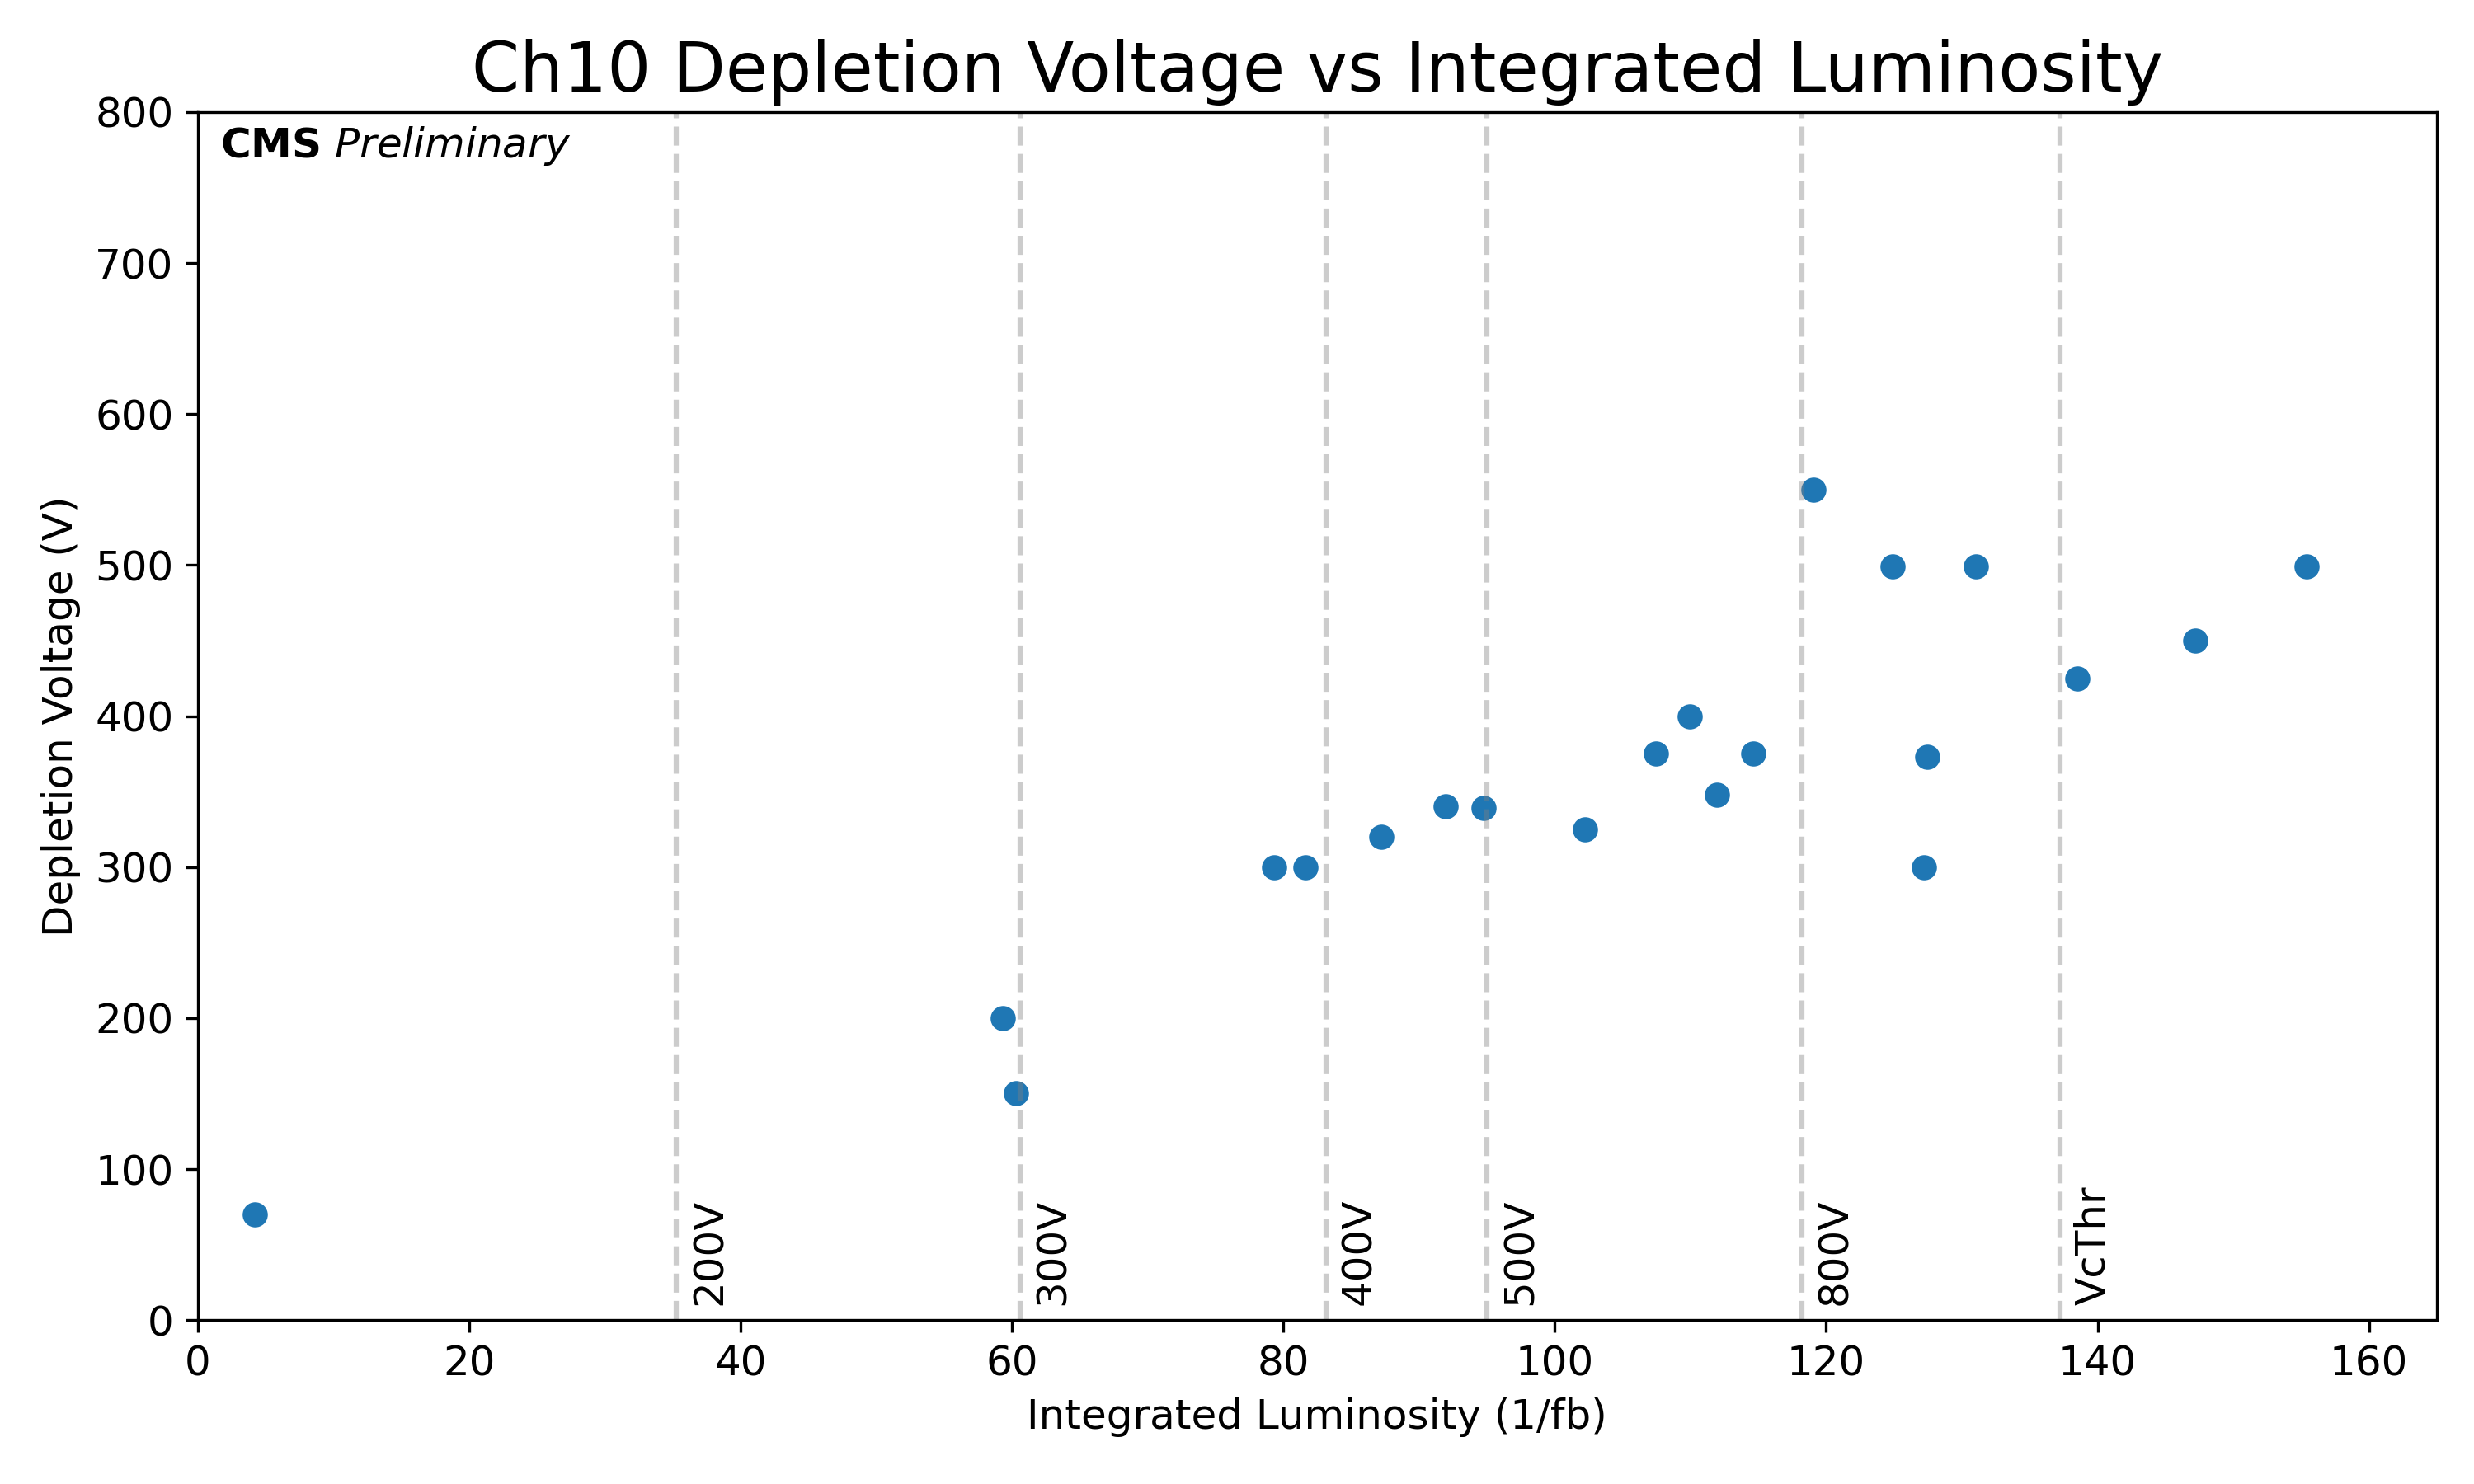 Ch10 Depletion Voltage vs Integrated Luminosity
CMS Preliminary
Depletion Voltage (V)
800
700
600
500
400
300
200
100
0
200V
300V
400V
500V
800V
VcThr
0 20 40 60 80 100 120 140 160
Integrated Luminosity (1/fb)